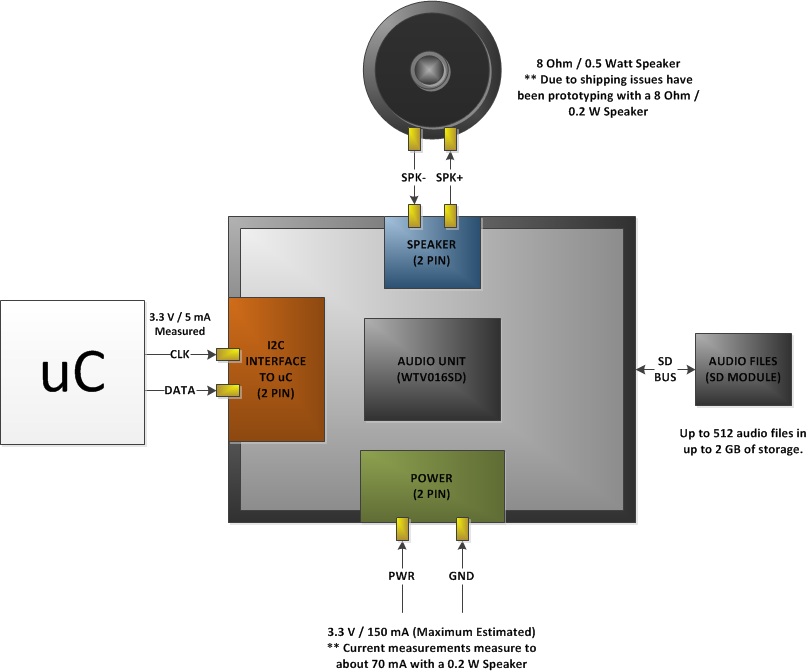 8 Ohm / 0.5 Watt Speaker
** Due to shipping issues have
been prototyping with a 8 Ohm /
0.2 W Speaker
SPK-
SPK+
SPEAKER
(2 PIN)
3.3 V / 5 mA
Measured
uC
CLK
DATA
I2C
INTERFACE
TO uC
(2 PIN)
AUDIO UNIT
(WTV016SD)
SD
BUS
AUDIO FILES
(SD MODULE)
Up to 512 audio files in
up to 2 GB of storage.
POWER
(2 PIN)
PWR
GND
3.3 V / 150 mA (Maximum Estimated)
** Current measurements measure to
about 70 mA with a 0.2 W Speaker